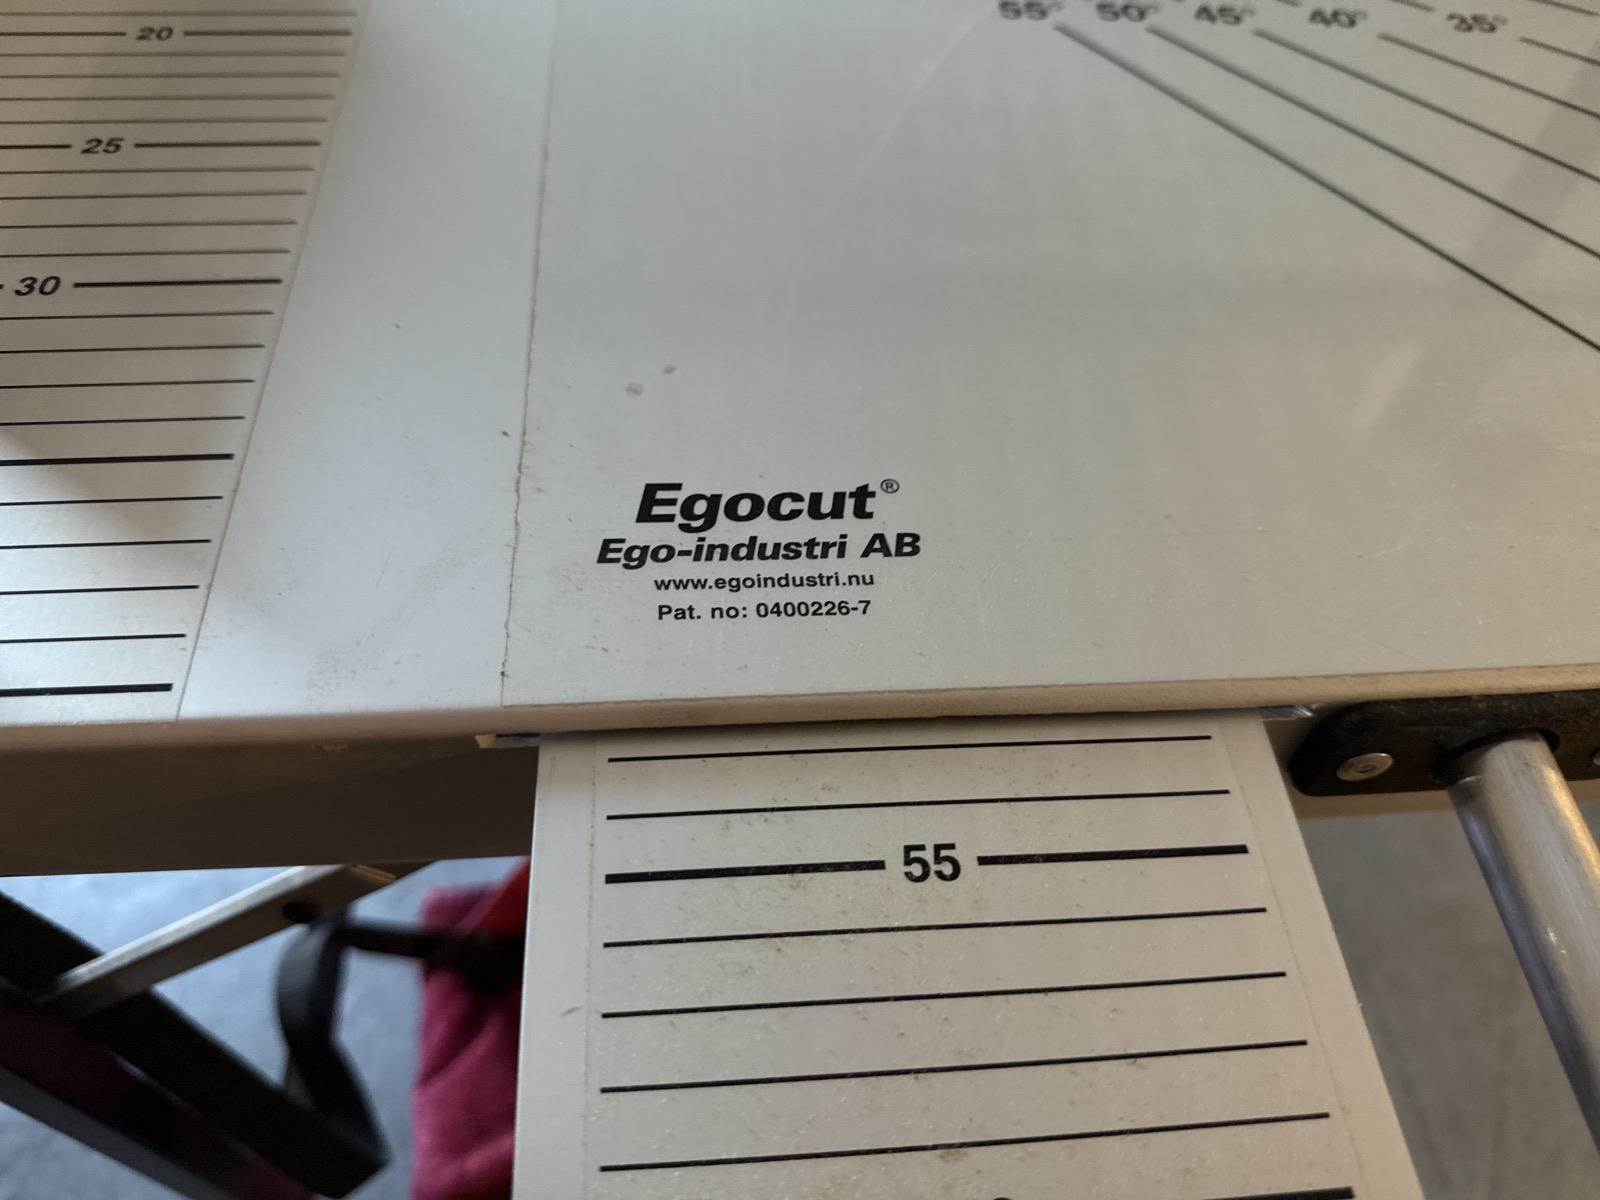 55° 50° 45° 40° 35°
20
25
30
Egocut®
Ego-industri AB
www.egoindustri.nu
Pat. no: 0400226-7
55